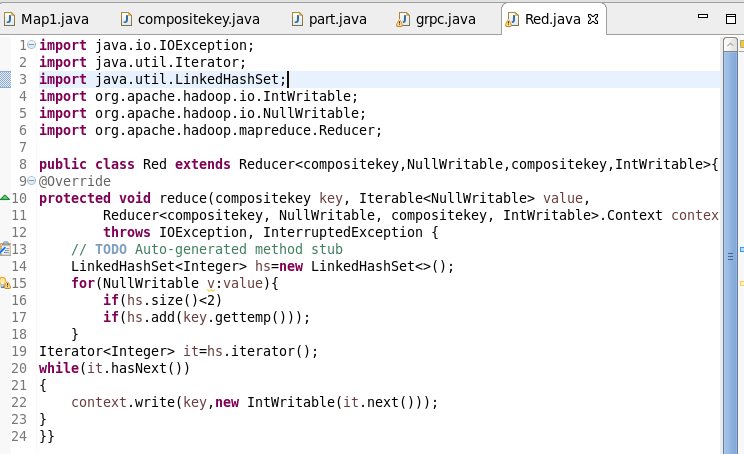 Map1.java compositekey.java part.java grpc.java Red.java
1 import java.io.IOException;
2 import java.util.Iterator;
3 import java.util.LinkedHashSet;
4 import org.apache.hadoop.io.IntWritable;
5 import org.apache.hadoop.io.NullWritable;
6 import org.apache.hadoop.mapreduce.Reducer;
7
8 public class Red extends Reducer<compositekey,NullWritable,compositekey,IntWritable>{
9 @Override
10 protected void reduce(compositekey key, Iterable<NullWritable> value,
11         Reducer<compositekey, NullWritable, compositekey, IntWritable>.Context contex
12         throws IOException, InterruptedException {
13     // TODO Auto-generated method stub
14     LinkedHashSet<Integer> hs=new LinkedHashSet<>();
15     for(NullWritable v:value){
16         if(hs.size()<2)
17         if(hs.add(key.gettemp()));
18     }
19 Iterator<Integer> it=hs.iterator();
20 while(it.hasNext())
21 {
22     context.write(key,new IntWritable(it.next()));
23 }
24 }}